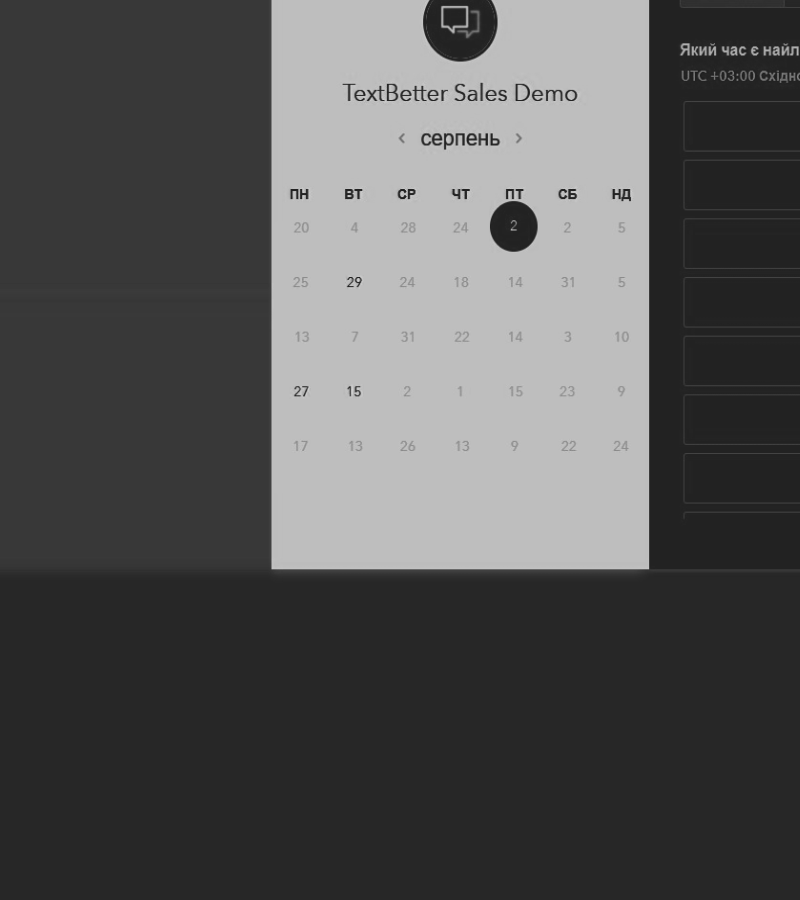 TextBetter Sales Demo
серпень
ПН ВТ СР ЧТ ПТ СБ НД
20 4 28 24 2 2 5
25 29 24 18 14 31 5
13 7 31 22 14 3 10
27 15 2 1 15 23 9
17 13 26 13 9 22 24
Який час є найл
UTC +03:00 Східно